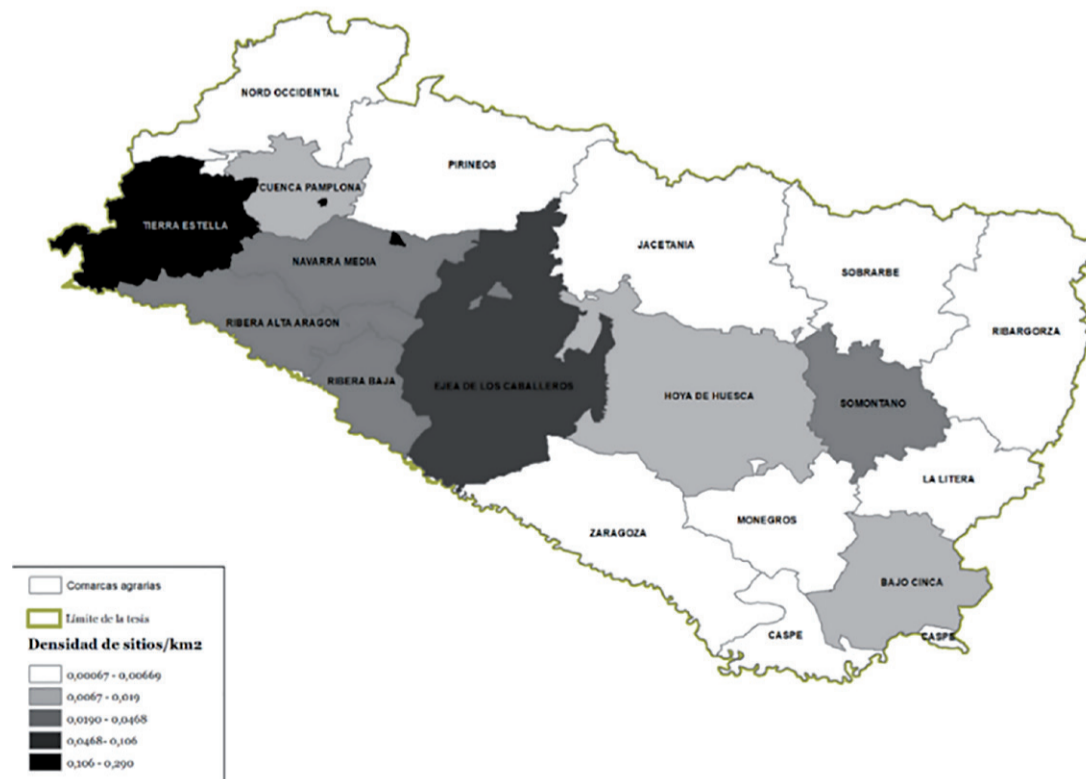 NORD OCCIDENTAL
PIRINEOS
CUENCA PAMPLONA
TIERRA ESTELLA
JACETANIA
NAVARRA MEDIA
SOBRARBE
RIBARGORZA
RIBERA ALTA ARAGON
RIBERA BAJA
EJEA DE LOS CABALLEROS
HOYA DE HUESCA
SOMONTANO
LA LITERA
MONEGROS
ZARAGOZA
BAJO CINCA
CASPE
CASPE
Comarcas agrarias
Límite de la tesis
Densidad de sitios/km2
0,00067 - 0,00669
0,0067 - 0,019
0,0190 - 0,0468
0,0468- 0,106
0,106 - 0,290